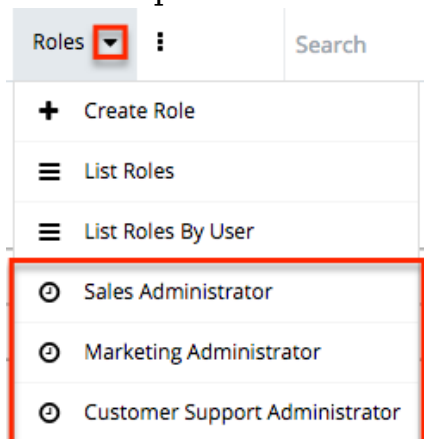 Roles
Search
Create Role
List Roles
List Roles By User
Sales Administrator
Marketing Administrator
Customer Support Administrator